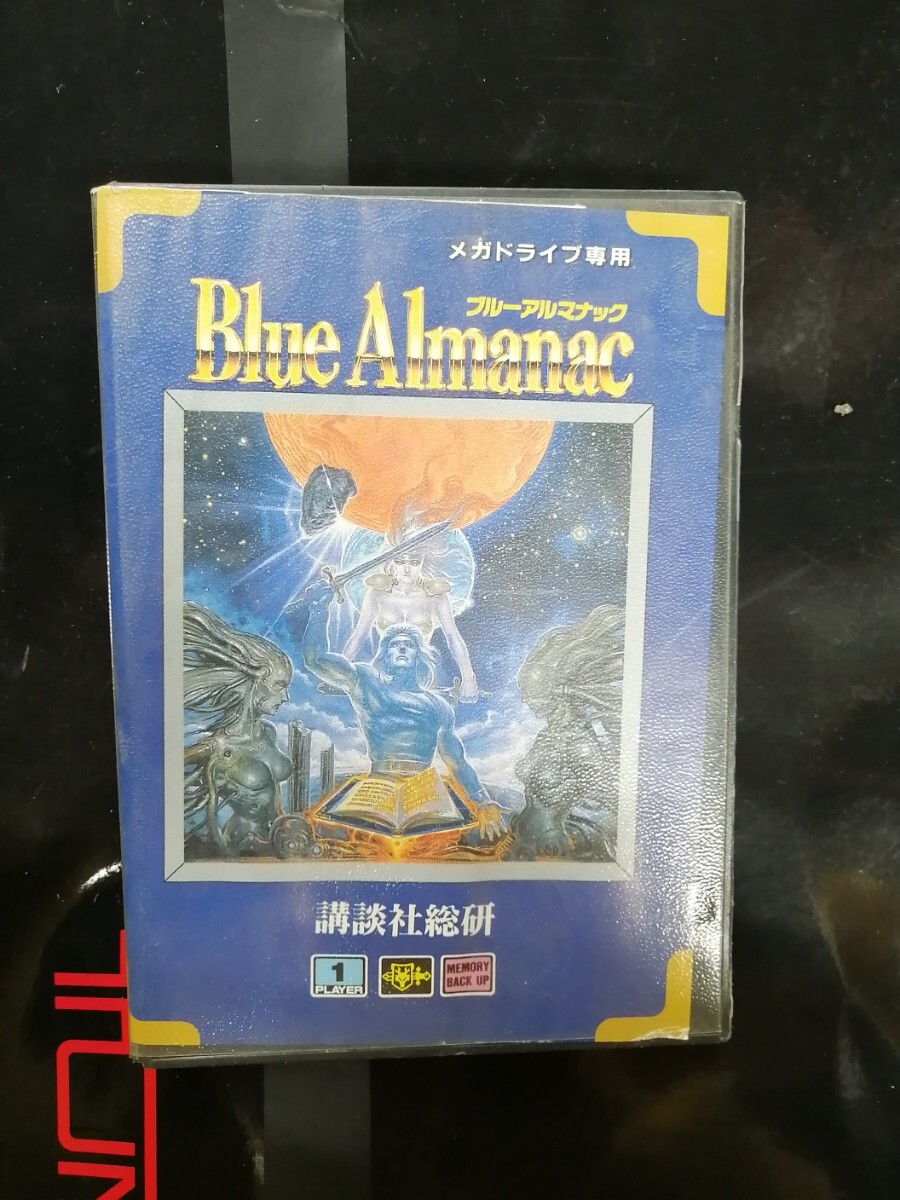 メガドライブ専用
ブルーアルマナック
Blue Almanac
講談社総研
1
PLAYER
MEMORY
BACK UP